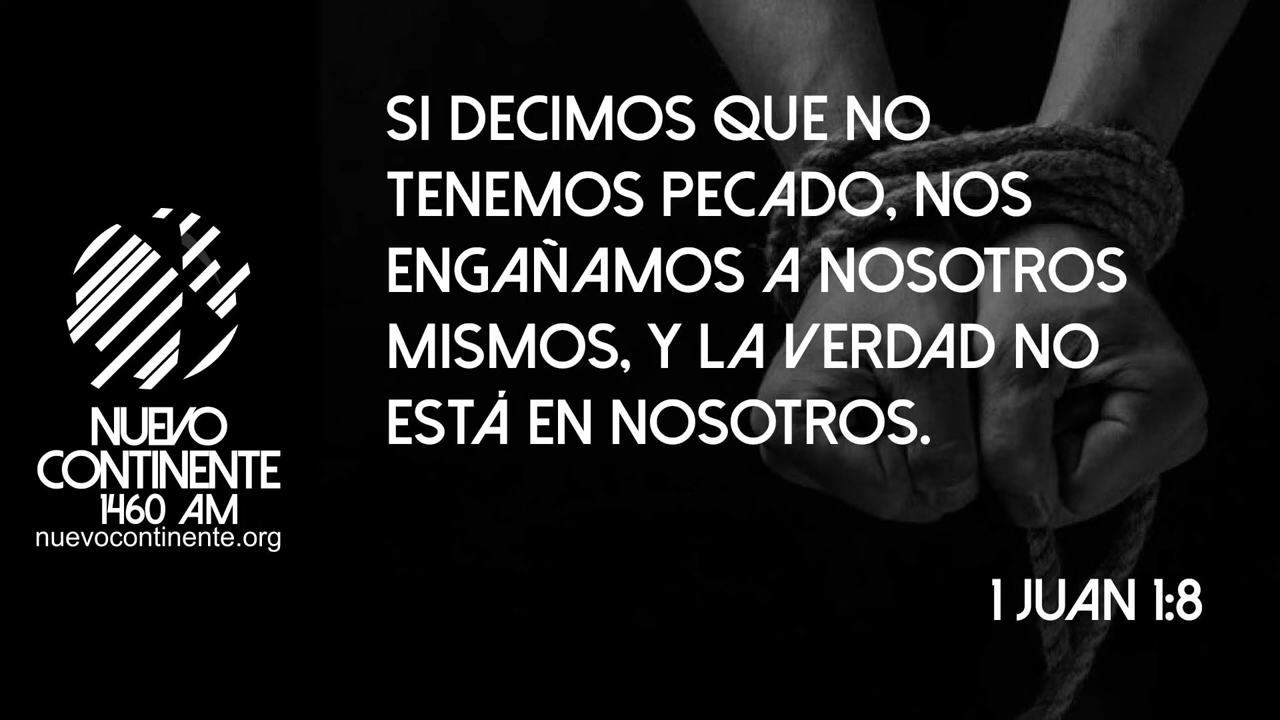 SI DECIMOS QUE NO
TENEMOS PECADO, NOS
ENGAÑAMOS A NOSOTROS
MISMOS, Y LA VERDAD NO
ESTÁ EN NOSOTROS.
1 JUAN 1:8
NUEVO
CONTINENTE
1460 AM
nuevocontinente.org